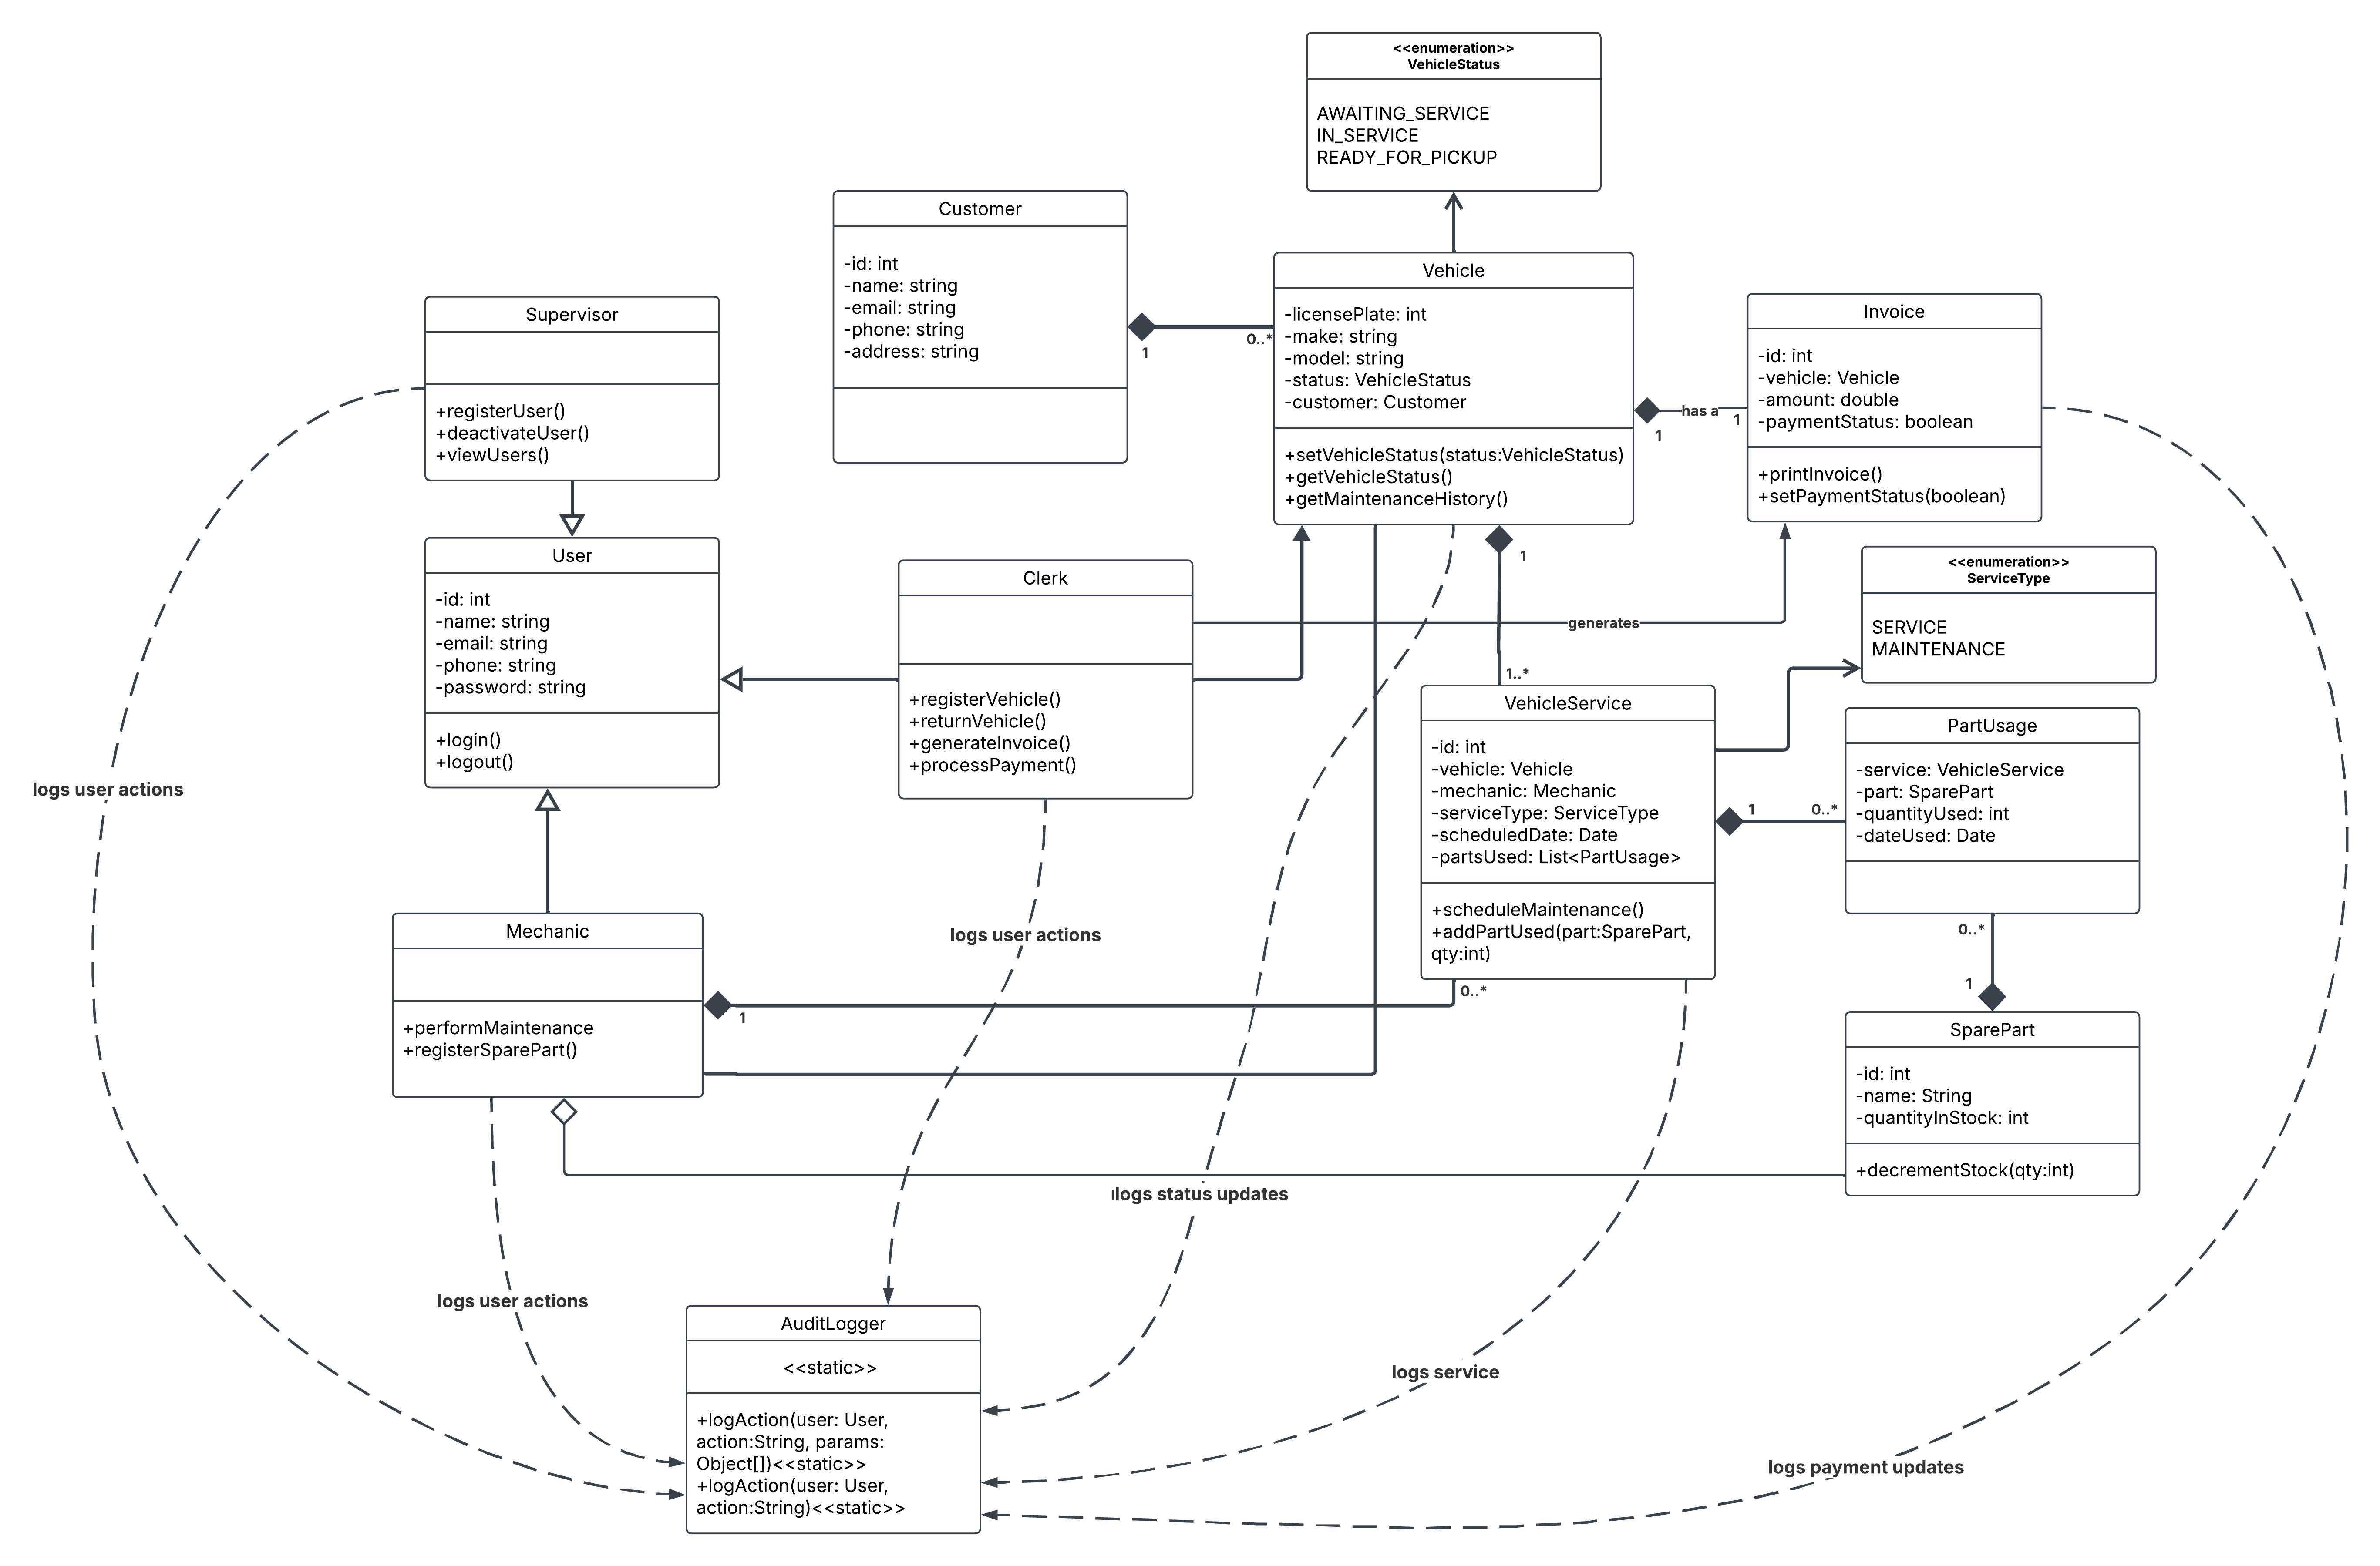 <<enumeration>>
VehicleStatus
AWAITING_SERVICE
IN_SERVICE
READY_FOR_PICKUP
Customer
-id: int
-name: string
-email: string
-phone: string
-address: string
1
0..*
Vehicle
-licensePlate: int
-make: string
-model: string
-status: VehicleStatus
-customer: Customer
+setVehicleStatus(status:VehicleStatus)
+getVehicleStatus()
+getMaintenanceHistory()
1
has a
1
Invoice
-id: int
-vehicle: Vehicle
-amount: double
-paymentStatus: boolean
+printInvoice()
+setPaymentStatus(boolean)
Supervisor
+registerUser()
+deactivateUser()
+viewUsers()
User
-id: int
-name: string
-email: string
-phone: string
-password: string
+login()
+logout()
Clerk
+registerVehicle()
+returnVehicle()
+generateInvoice()
+processPayment()
generates
1
1..*
<<enumeration>>
ServiceType
SERVICE
MAINTENANCE
VehicleService
-id: int
-vehicle: Vehicle
-mechanic: Mechanic
-serviceType: ServiceType
-scheduledDate: Date
-partsUsed: List<PartUsage>
+scheduleMaintenance()
+addPartUsed(part:SparePart,
qty:int)
0..*
1
0..*
PartUsage
-service: VehicleService
-part: SparePart
-quantityUsed: int
-dateUsed: Date
0..*
1
SparePart
-id: int
-name: String
-quantityInStock: int
+decrementStock(qty:int)
Mechanic
+performMaintenance
+registerSparePart()
1
logs user actions
logs user actions
logs user actions
llogs status updates
logs service
logs payment updates
AuditLogger
<<static>>
+logAction(user: User,
action:String, params:
Object[])<<static>>
+logAction(user: User,
action:String)<<static>>